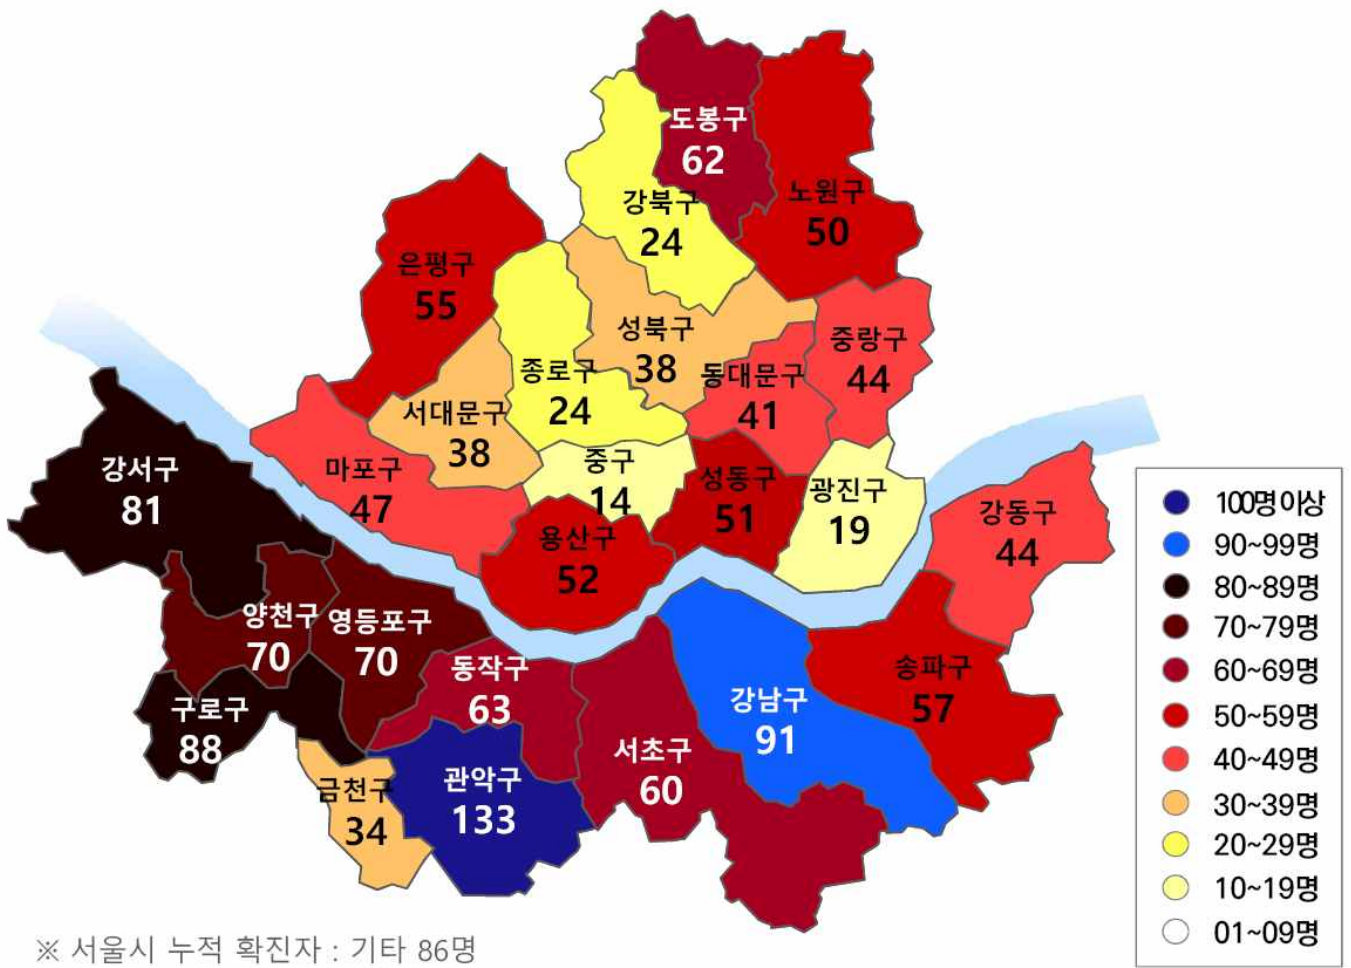 도봉구
62
노원구
50
강북구
24
은평구
55
성북구
38
중랑구
44
종로구
24
동대문구
41
서대문구
38
중구
14
마포구
47
강서구
81
성동구
51
광진구
19
강동구
44
용산구
52
양천구
70
영등포구
70
동작구
63
송파구
57
강남구
91
구로구
88
서초구
60
금천구
34
관악구
133
100명 이상
90~99명
80~89명
70~79명
60~69명
50~59명
40~49명
30~39명
20~29명
10~19명
01~09명
※ 서울시 누적 확진자 : 기타 86명